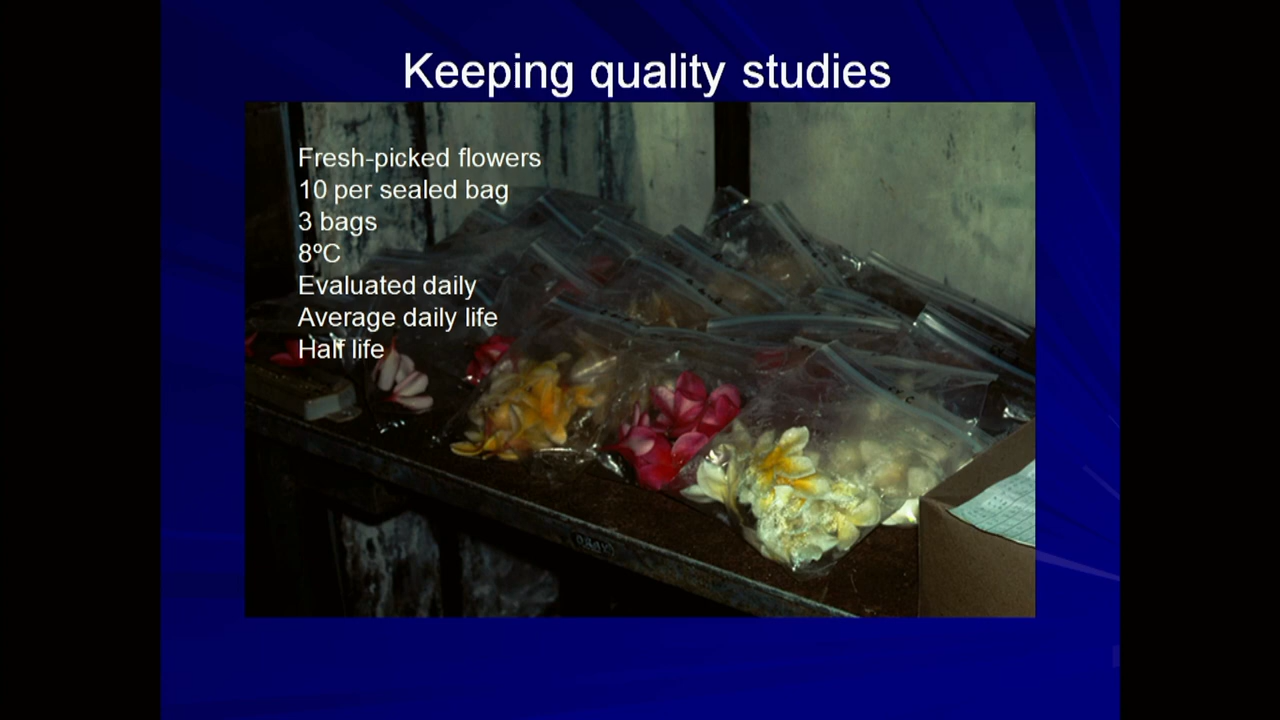 Keeping quality studies
Fresh-picked flowers
10 per sealed bag
3 bags
8ºC
Evaluated daily
Average daily life
Half life